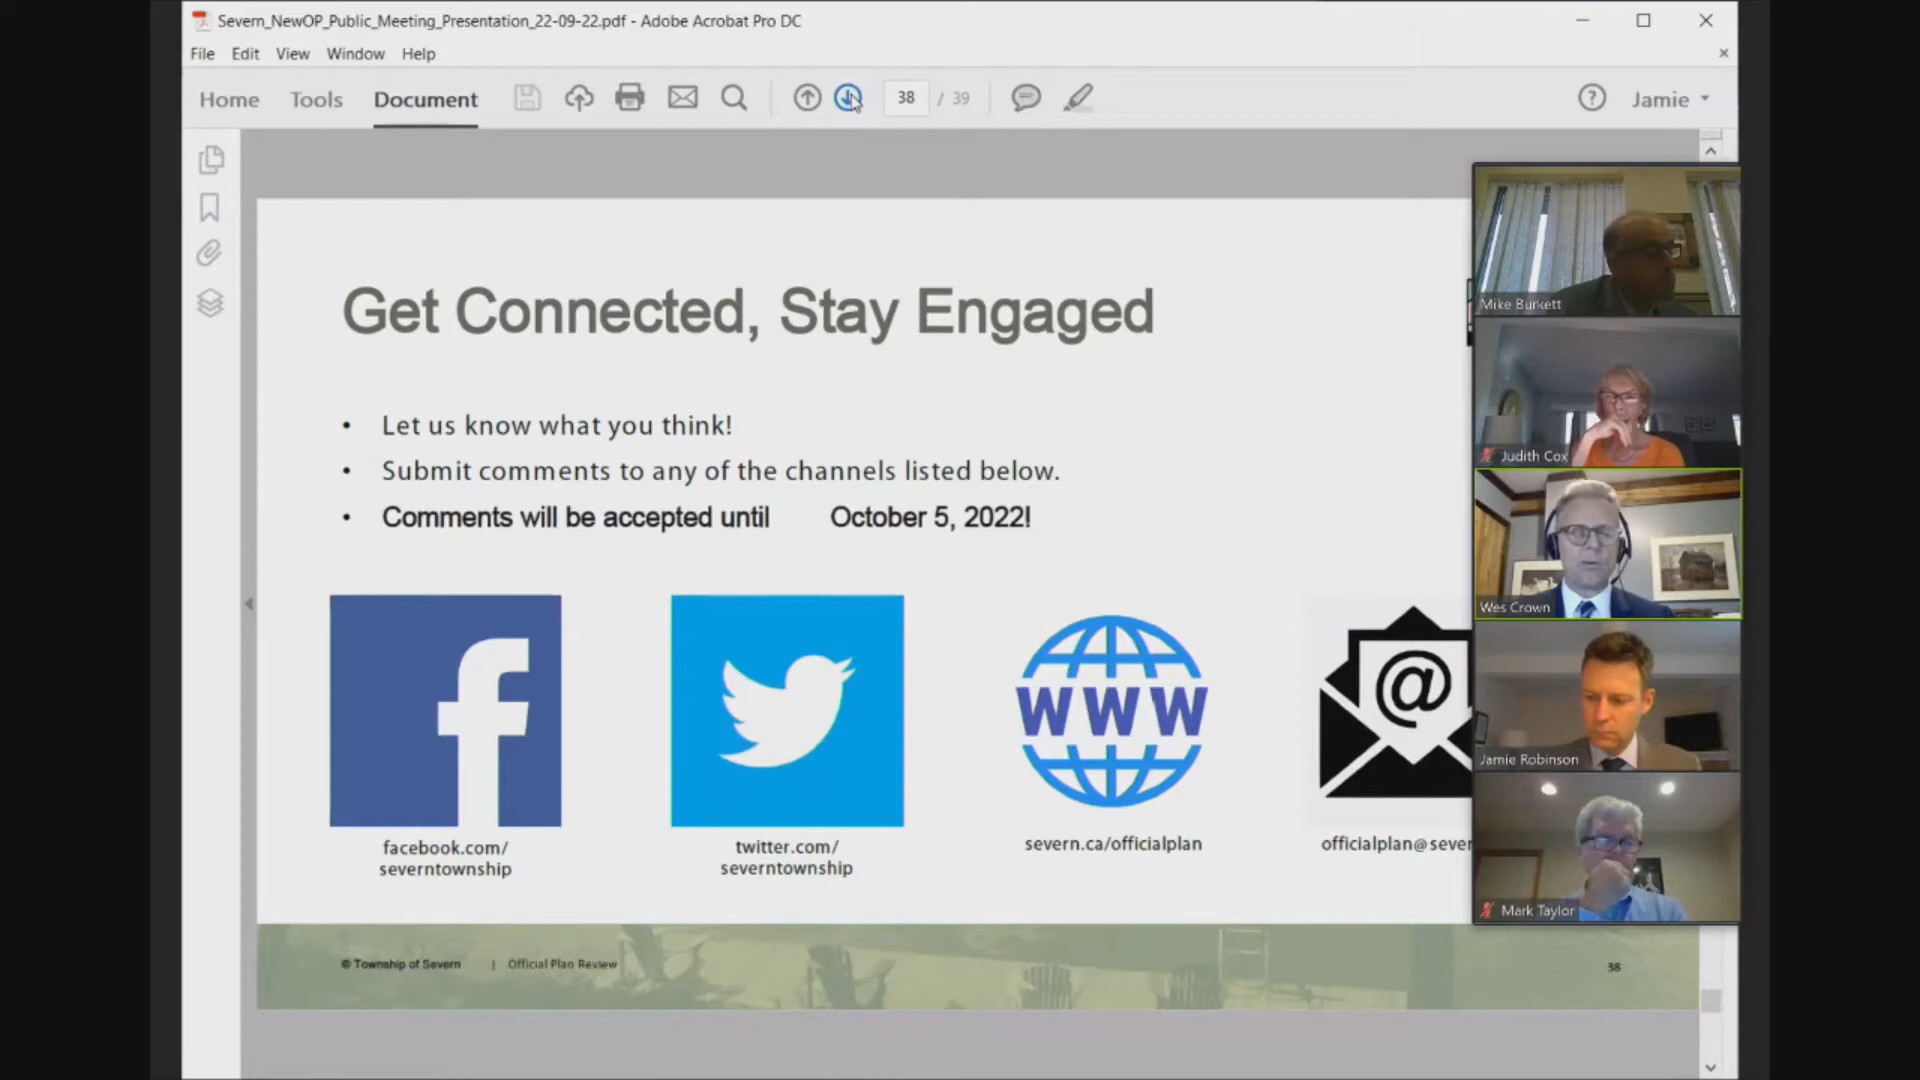 Severn_NewOP_Public_Meeting_Presentation_22-09-22.pdf - Adobe Acrobat Pro DC
File Edit View Window Help
Home Tools Document 38 / 39 Jamie
Get Connected, Stay Engaged
• Let us know what you think!
• Submit comments to any of the channels listed below.
• Comments will be accepted until October 5, 2022!
WWW
@
facebook.com/
severntownship
twitter.com/
severntownship
severn.ca/officialplan
officialplan@sever
© Township of Severn | Official Plan Review
38
Mike Burkett
Judith Cox
Wes Crown
Jamie Robinson
Mark Taylor